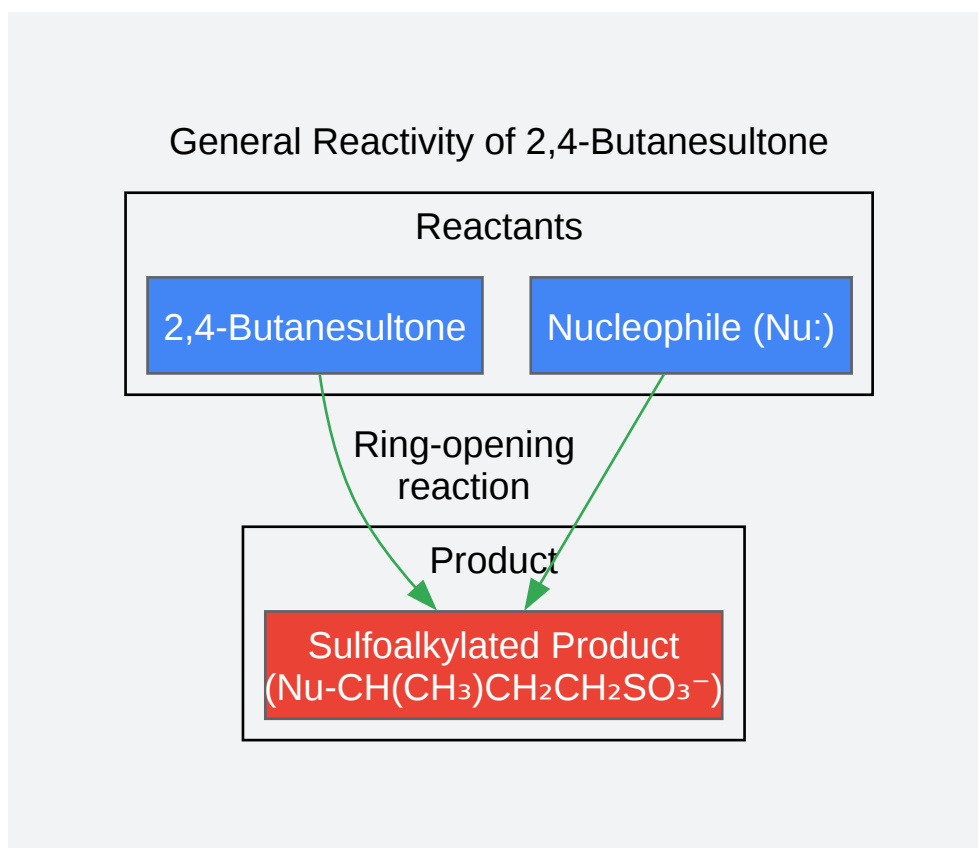 General Reactivity of 2,4-Butanesultone
Reactants
2,4-Butanesultone
Nucleophile (Nu:)
Ring-opening
reaction
Product
Sulfoalkylated Product
(Nu-CH(CH₃)CH₂CH₂SO₃⁻)